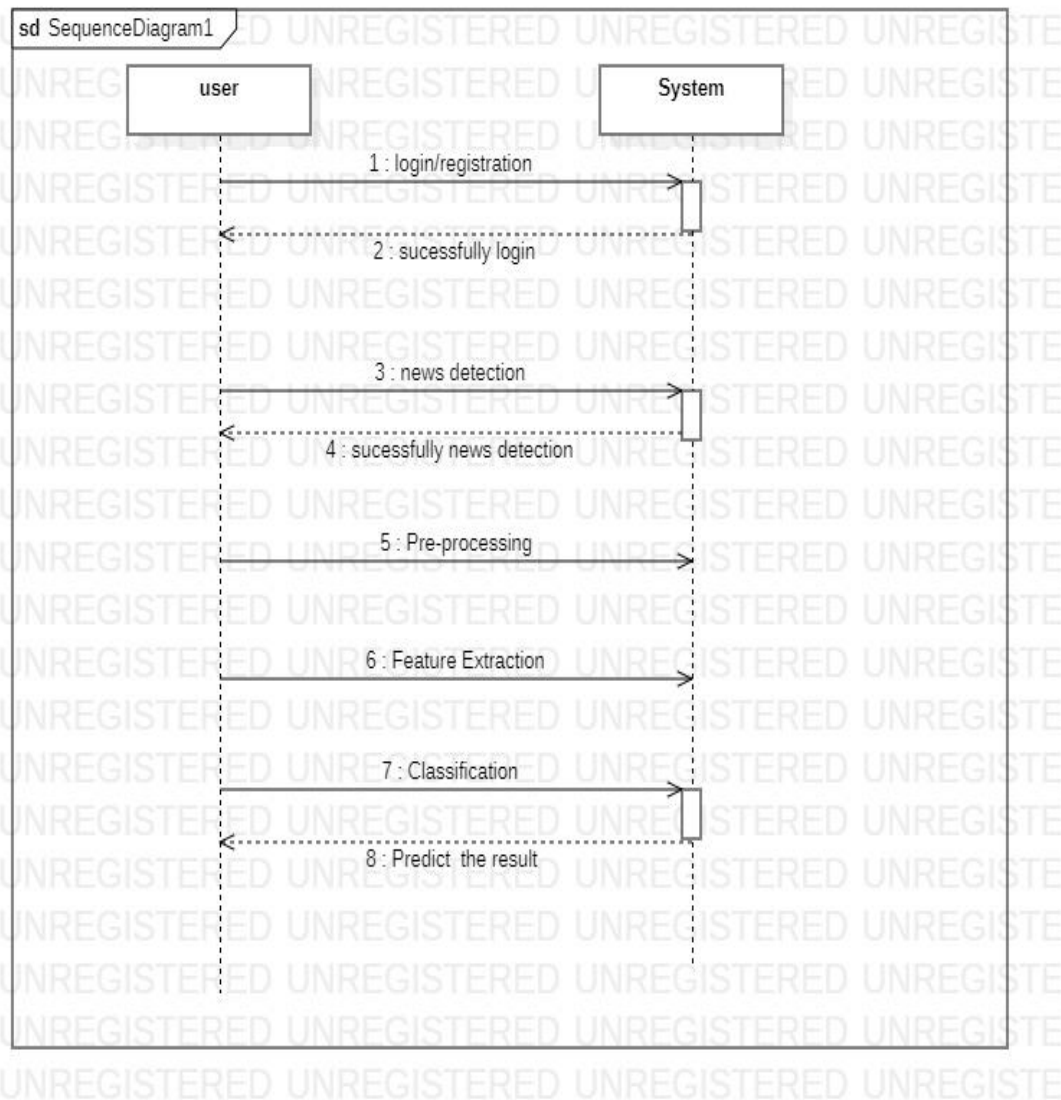 sd SequenceDiagram1
user
System
1 : login/registration
2 : sucessfully login
3 : news detection
4 : sucessfully news detection
5 : Pre-processing
6 : Feature Extraction
7 : Classification
8 : Predict  the result
UNREGISTERED